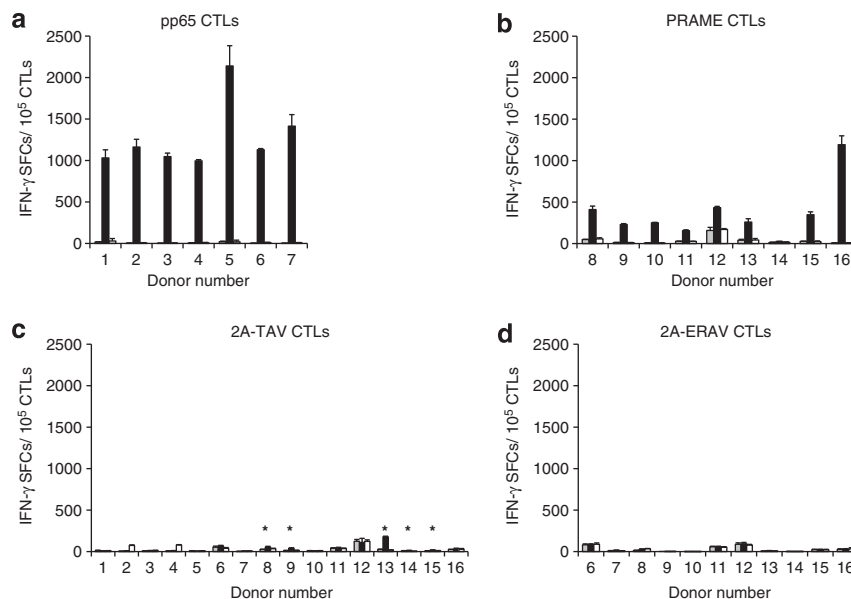 a
pp65 CTLs
IFN-γ SFCs/ 10⁵ CTLs
2500
2000
1500
1000
500
0
1 2 3 4 5 6 7
Donor number
b
PRAME CTLs
IFN-γ SFCs/ 10⁵ CTLs
2500
2000
1500
1000
500
0
8 9 10 11 12 13 14 15 16
Donor number
c
2A-TAV CTLs
IFN-γ SFCs/ 10⁵ CTLs
2500
2000
1500
1000
500
0
* * * * *
1 2 3 4 5 6 7 8 9 10 11 12 13 14 15 16
Donor number
d
2A-ERAV CTLs
IFN-γ SFCs/ 10⁵ CTLs
2500
2000
1500
1000
500
0
6 7 8 9 10 11 12 13 14 15 16
Donor number